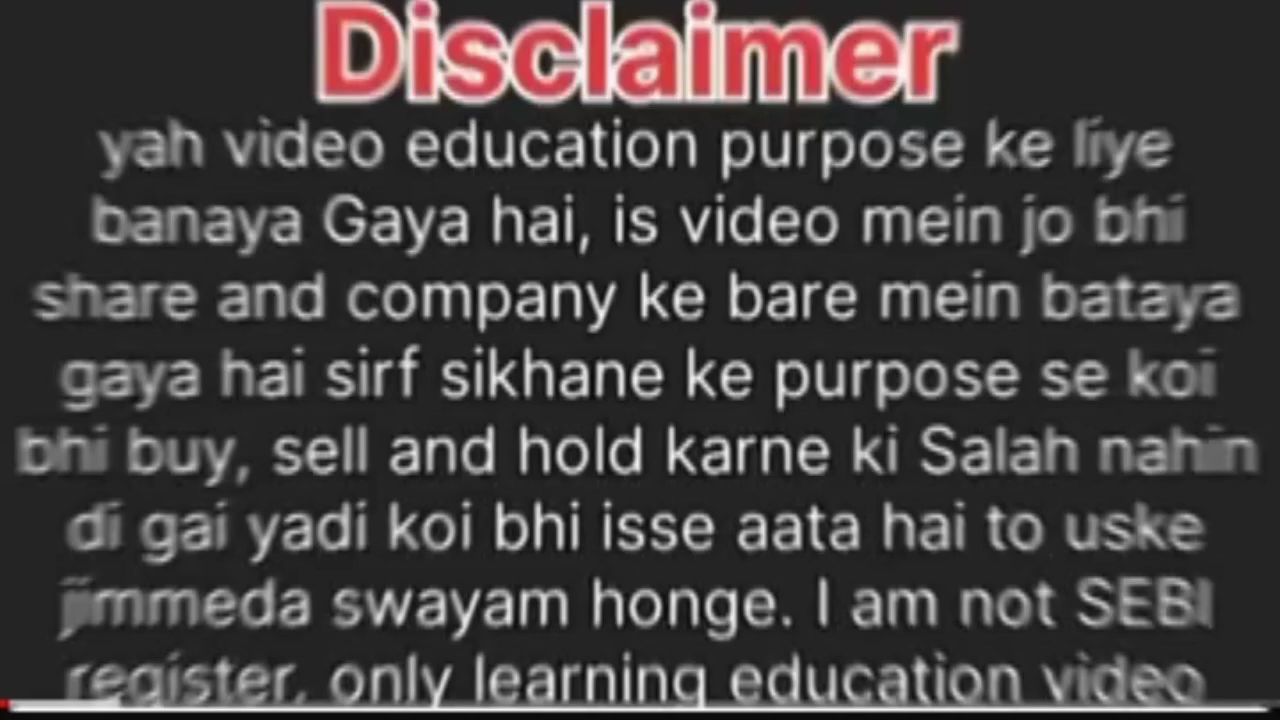 Disclaimer
yah video education purpose ke liye
banaya Gaya hai, is video mein jo bhi
share and company ke bare mein bataya
gaya hai sirf sikhane ke purpose se koi
bhi buy, sell and hold karne ki Salah nahin
di gai yadi koi bhi isse aata hai to uske
jimmeda swayam honge. I am not SEBI
register, only learning education video